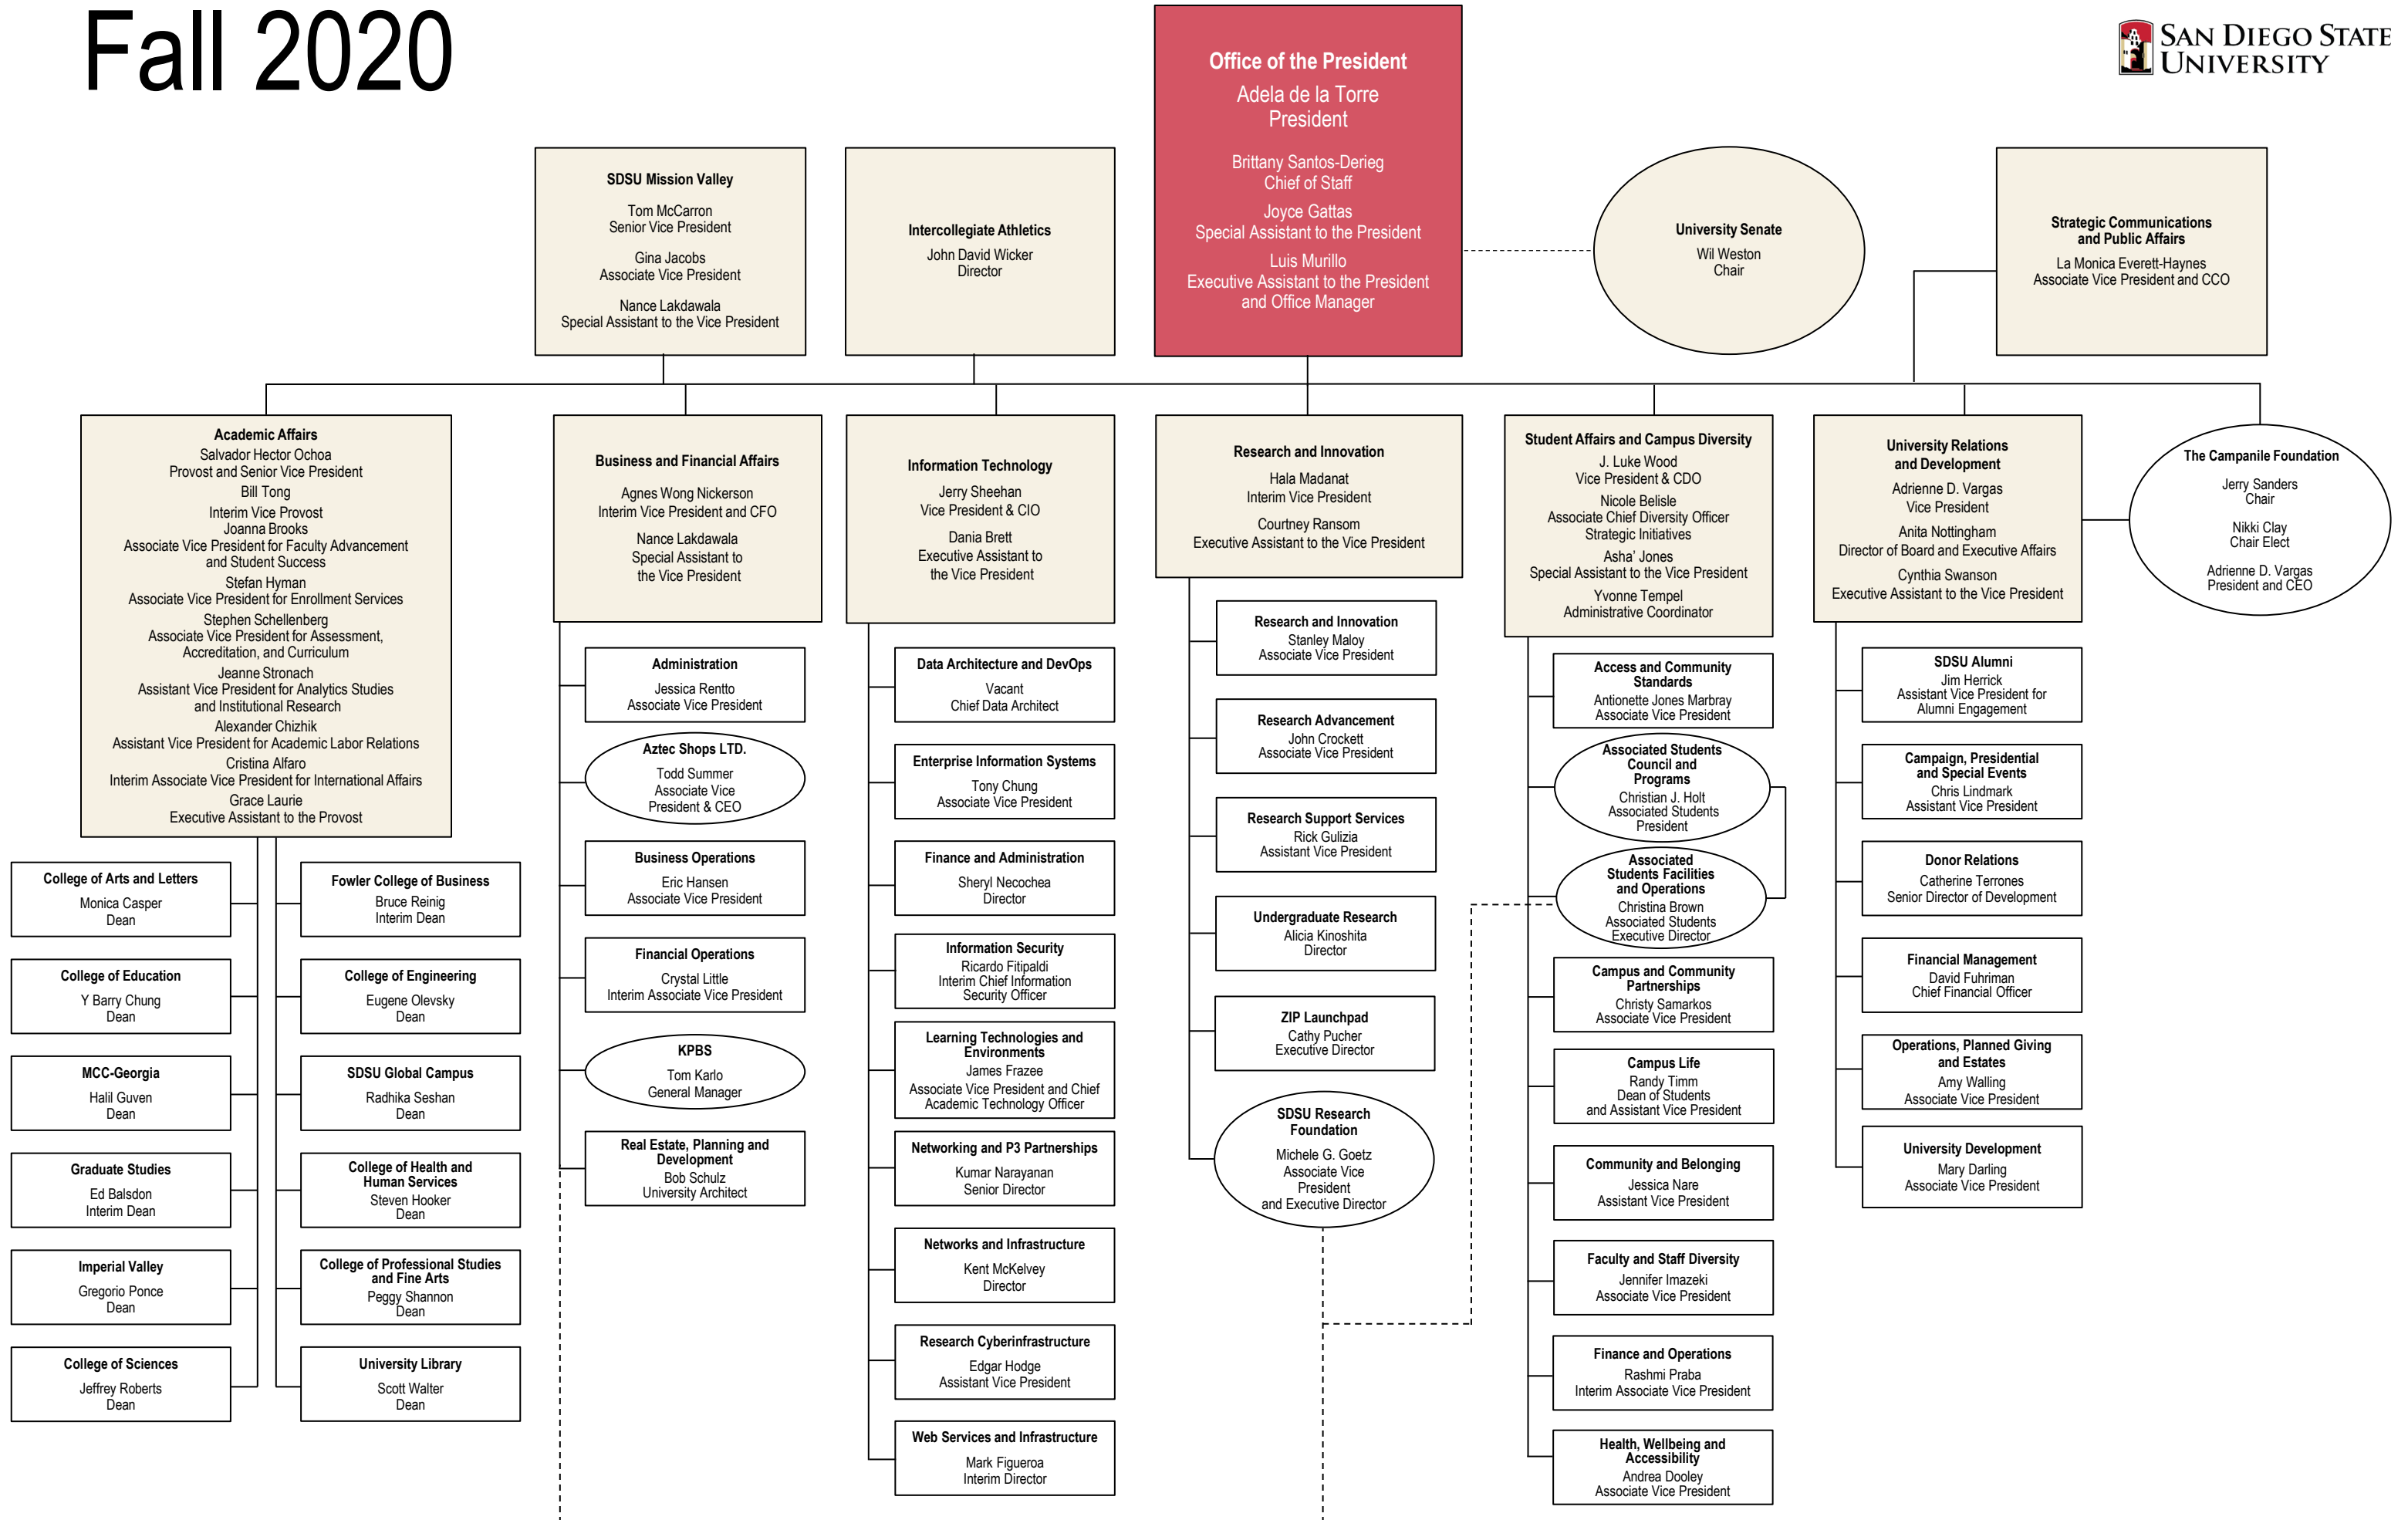 Fall 2020
SAN DIEGO STATE
UNIVERSITY
Office of the President
Adela de la Torre
President
Brittany Santos-Derieg
Chief of Staff
Joyce Gattas
Special Assistant to the President
Luis Murillo
Executive Assistant to the President
and Office Manager
SDSU Mission Valley
Tom McCarron
Senior Vice President
Gina Jacobs
Associate Vice President
Nance Lakdawala
Special Assistant to the Vice President
Intercollegiate Athletics
John David Wicker
Director
University Senate
Wil Weston
Chair
Strategic Communications
and Public Affairs
La Monica Everett-Haynes
Associate Vice President and CCO
Academic Affairs
Salvador Hector Ochoa
Provost and Senior Vice President
Bill Tong
Interim Vice Provost
Joanna Brooks
Associate Vice President for Faculty Advancement
and Student Success
Stefan Hyman
Associate Vice President for Enrollment Services
Stephen Schellenberg
Associate Vice President for Assessment,
Accreditation, and Curriculum
Jeanne Stronach
Assistant Vice President for Analytics Studies
and Institutional Research
Alexander Chizhik
Assistant Vice President for Academic Labor Relations
Cristina Alfaro
Interim Associate Vice President for International Affairs
Grace Laurie
Executive Assistant to the Provost
College of Arts and Letters
Monica Casper
Dean
College of Education
Y Barry Chung
Dean
MCC-Georgia
Halil Guven
Dean
Graduate Studies
Ed Balsdon
Interim Dean
Imperial Valley
Gregorio Ponce
Dean
College of Sciences
Jeffrey Roberts
Dean
Fowler College of Business
Bruce Reinig
Interim Dean
College of Engineering
Eugene Olevsky
Dean
SDSU Global Campus
Radhika Seshan
Dean
College of Health and
Human Services
Steven Hooker
Dean
College of Professional Studies
and Fine Arts
Peggy Shannon
Dean
University Library
Scott Walter
Dean
Business and Financial Affairs
Agnes Wong Nickerson
Interim Vice President and CFO
Nance Lakdawala
Special Assistant to
the Vice President
Administration
Jessica Rentto
Associate Vice President
Aztec Shops LTD.
Todd Summer
Associate Vice
President & CEO
Business Operations
Eric Hansen
Associate Vice President
Financial Operations
Crystal Little
Interim Associate Vice President
KPBS
Tom Karlo
General Manager
Real Estate, Planning and
Development
Bob Schulz
University Architect
Information Technology
Jerry Sheehan
Vice President & CIO
Dania Brett
Executive Assistant to
the Vice President
Data Architecture and DevOps
Vacant
Chief Data Architect
Enterprise Information Systems
Tony Chung
Associate Vice President
Finance and Administration
Sheryl Necochea
Director
Information Security
Ricardo Fitipaldi
Interim Chief Information
Security Officer
Learning Technologies and
Environments
James Frazee
Associate Vice President and Chief
Academic Technology Officer
Networking and P3 Partnerships
Kumar Narayanan
Senior Director
Networks and Infrastructure
Kent McKelvey
Director
Research Cyberinfrastructure
Edgar Hodge
Assistant Vice President
Web Services and Infrastructure
Mark Figueroa
Interim Director
Research and Innovation
Hala Madanat
Interim Vice President
Courtney Ransom
Executive Assistant to the Vice President
Research and Innovation
Stanley Maloy
Associate Vice President
Research Advancement
John Crockett
Associate Vice President
Research Support Services
Rick Gulizia
Assistant Vice President
Undergraduate Research
Alicia Kinoshita
Director
ZIP Launchpad
Cathy Pucher
Executive Director
SDSU Research
Foundation
Michele G. Goetz
Associate Vice
President
and Executive Director
Student Affairs and Campus Diversity
J. Luke Wood
Vice President & CDO
Nicole Belisle
Associate Chief Diversity Officer
Strategic Initiatives
Asha' Jones
Special Assistant to the Vice President
Yvonne Tempel
Administrative Coordinator
Access and Community
Standards
Antionette Jones Marbray
Associate Vice President
Associated Students
Council and
Programs
Christian J. Holt
Associated Students
President
Associated
Students Facilities
and Operations
Christina Brown
Associated Students
Executive Director
Campus and Community
Partnerships
Christy Samarkos
Associate Vice President
Campus Life
Randy Timm
Dean of Students
and Assistant Vice President
Community and Belonging
Jessica Nare
Assistant Vice President
Faculty and Staff Diversity
Jennifer Imazeki
Associate Vice President
Finance and Operations
Rashmi Praba
Interim Associate Vice President
Health, Wellbeing and
Accessibility
Andrea Dooley
Associate Vice President
University Relations
and Development
Adrienne D. Vargas
Vice President
Anita Nottingham
Director of Board and Executive Affairs
Cynthia Swanson
Executive Assistant to the Vice President
SDSU Alumni
Jim Herrick
Assistant Vice President for
Alumni Engagement
Campaign, Presidential
and Special Events
Chris Lindmark
Assistant Vice President
Donor Relations
Catherine Terrones
Senior Director of Development
Financial Management
David Fuhriman
Chief Financial Officer
Operations, Planned Giving
and Estates
Amy Walling
Associate Vice President
University Development
Mary Darling
Associate Vice President
The Campanile Foundation
Jerry Sanders
Chair
Nikki Clay
Chair Elect
Adrienne D. Vargas
President and CEO